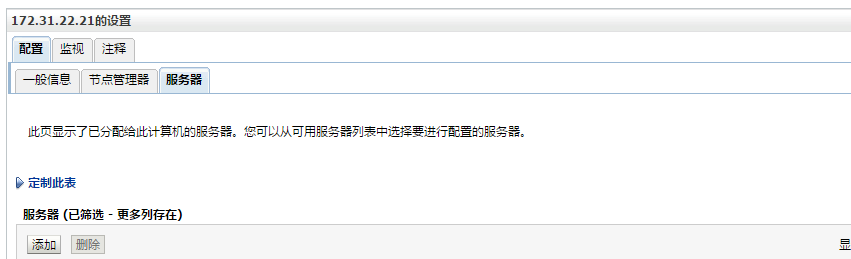 172.31.22.21的设置
配置 监视 注释
一般信息 节点管理器 服务器
此页显示了已分配给此计算机的服务器。您可以从可用服务器列表中选择要进行配置的服务器。
定制此表
服务器 (已筛选 - 更多列存在)
添加 删除 显